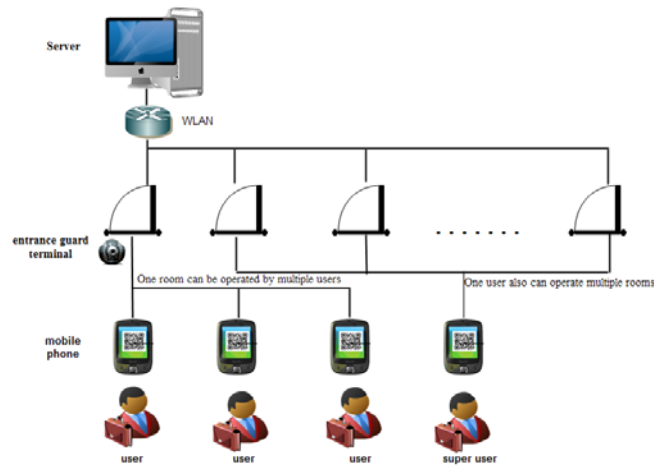 Server
WLAN
entrance guard
terminal
One room can be operated by multiple users
One user also can operate multiple rooms
mobile
phone
user
user
user
super user